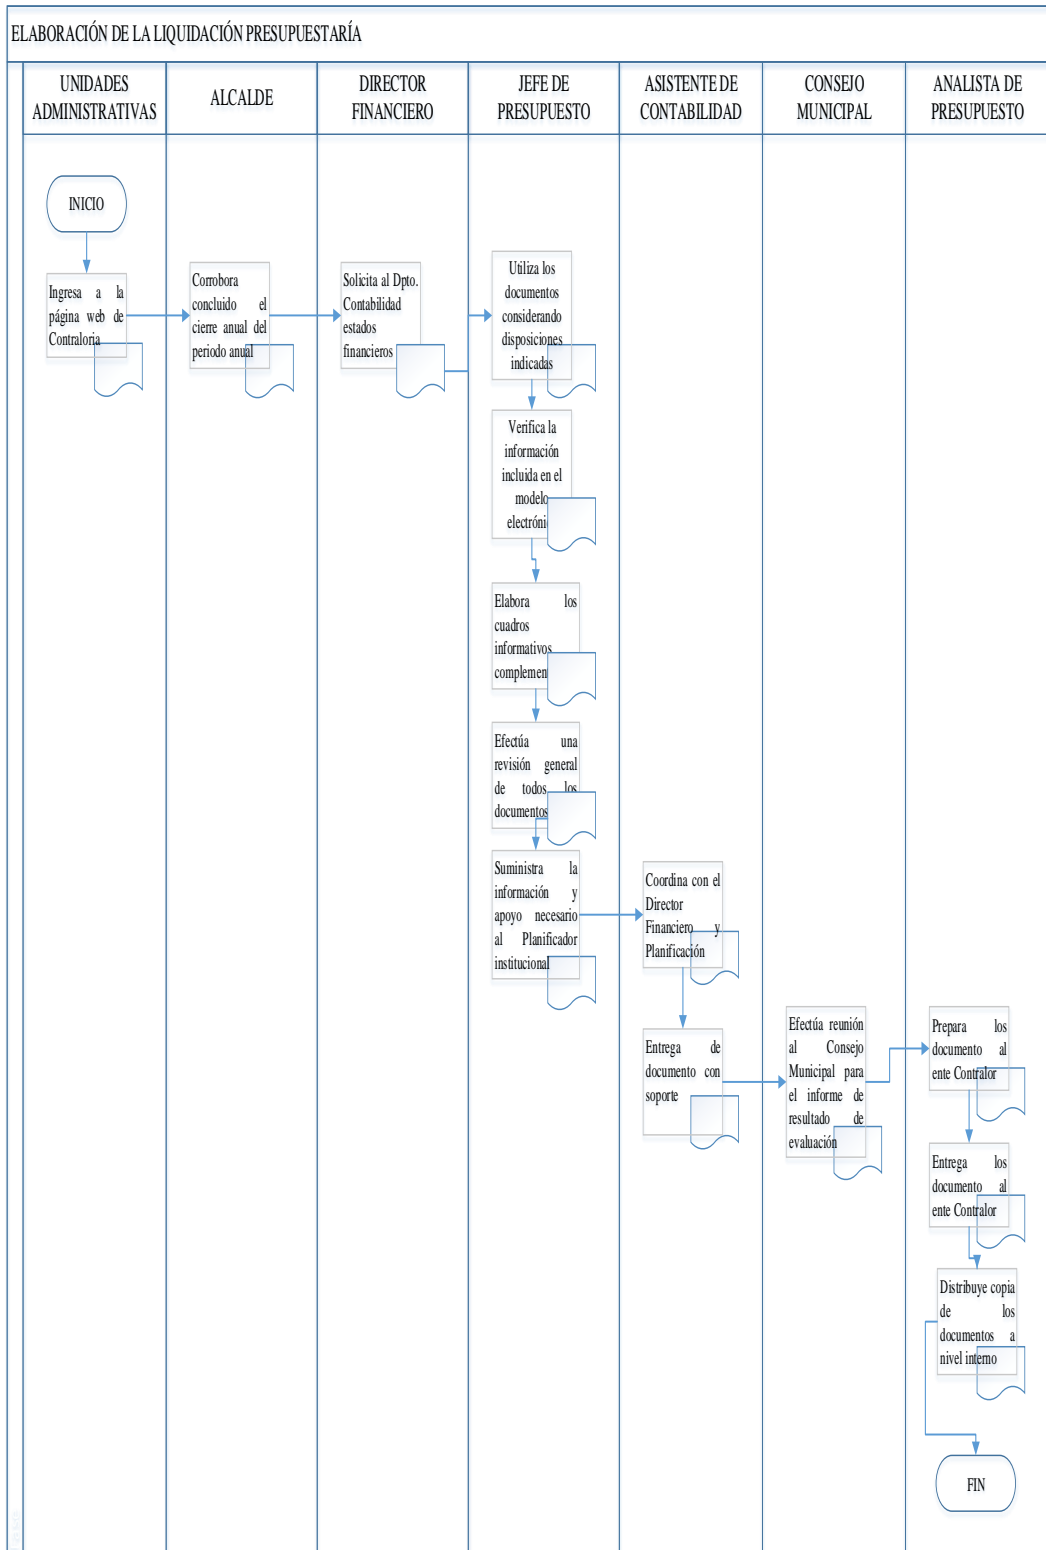 ELABORACIÓN DE LA LIQUIDACIÓN PRESUPUESTARÍA
UNIDADES
ADMINISTRATIVAS
ALCALDE
DIRECTOR
FINANCIERO
JEFE DE
PRESUPUESTO
ASISTENTE DE
CONTABILIDAD
CONSEJO
MUNICIPAL
ANALISTA DE
PRESUPUESTO
INICIO
Ingresa a la
página web de
Contraloria
Corrobora
concluido el
cierre anual del
periodo anual
Solicita al Dpto.
Contabilidad
estados
financieros
Utiliza los
documentos
considerando
disposiciones
indicadas
Verifica la
información
incluida en el
modelo
electróni
Elabora los
cuadros
informativos
complemen
Efectúa una
revisión general
de todos los
documentos
Suministra la
información y
apoyo necesario
al Planificador
institucional
Coordina con el
Director
Financiero y
Planificación
Entrega de
documento con
soporte
Efectúa reunión
al Consejo
Municipal para
el informe de
resultado de
evaluación
Prepara los
documento al
ente Contralor
Entrega los
documento al
ente Contralor
Distribuye copia
de los
documentos a
nivel interno
FIN